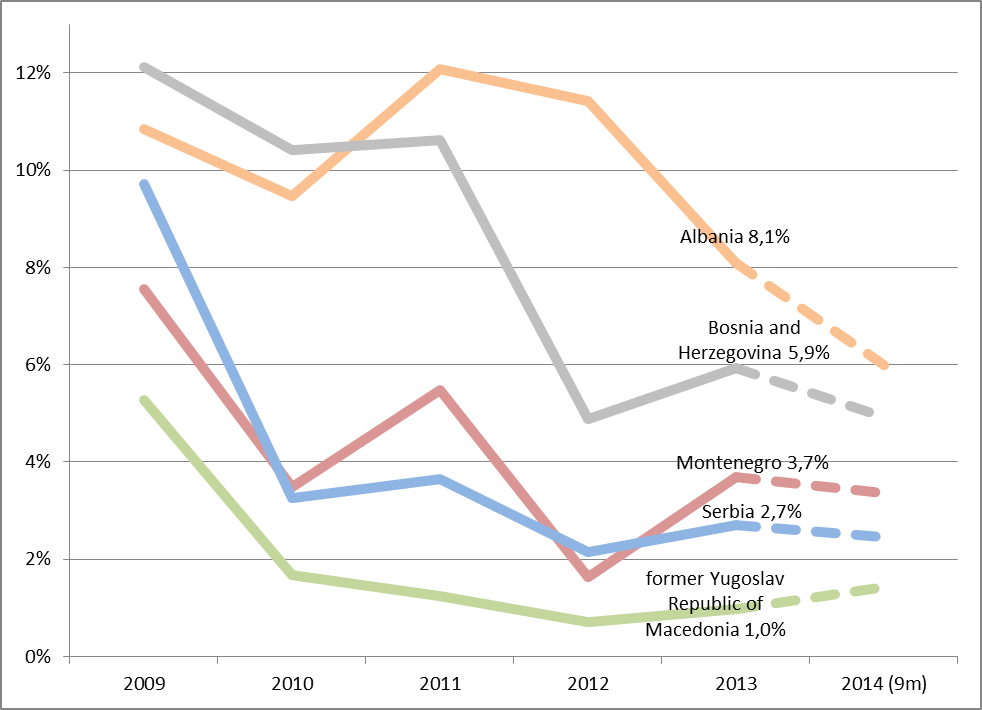 12%
10%
8%
6%
4%
2%
0%
Albania 8,1%
Bosnia and
Herzegovina 5,9%
Montenegro 3,7%
Serbia 2,7%
former Yugoslav
Republic of
Macedonia 1,0%
2009 2010 2011 2012 2013 2014 (9m)